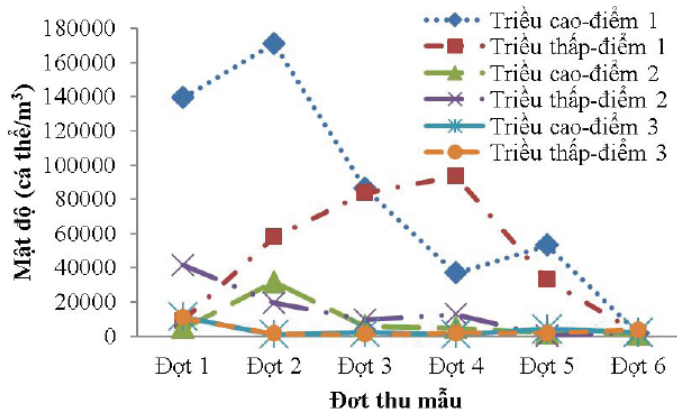 Mật độ (cá thể/m³)
180000
160000
140000
120000
100000
80000
60000
40000
20000
0
Triều cao-điểm 1
Triều thấp-điểm 1
Triều cao-điểm 2
Triều thấp-điểm 2
Triều cao-điểm 3
Triều thấp-điểm 3
Đợt 1 Đợt 2 Đợt 3 Đợt 4 Đợt 5 Đợt 6
Đơt thu mẫu